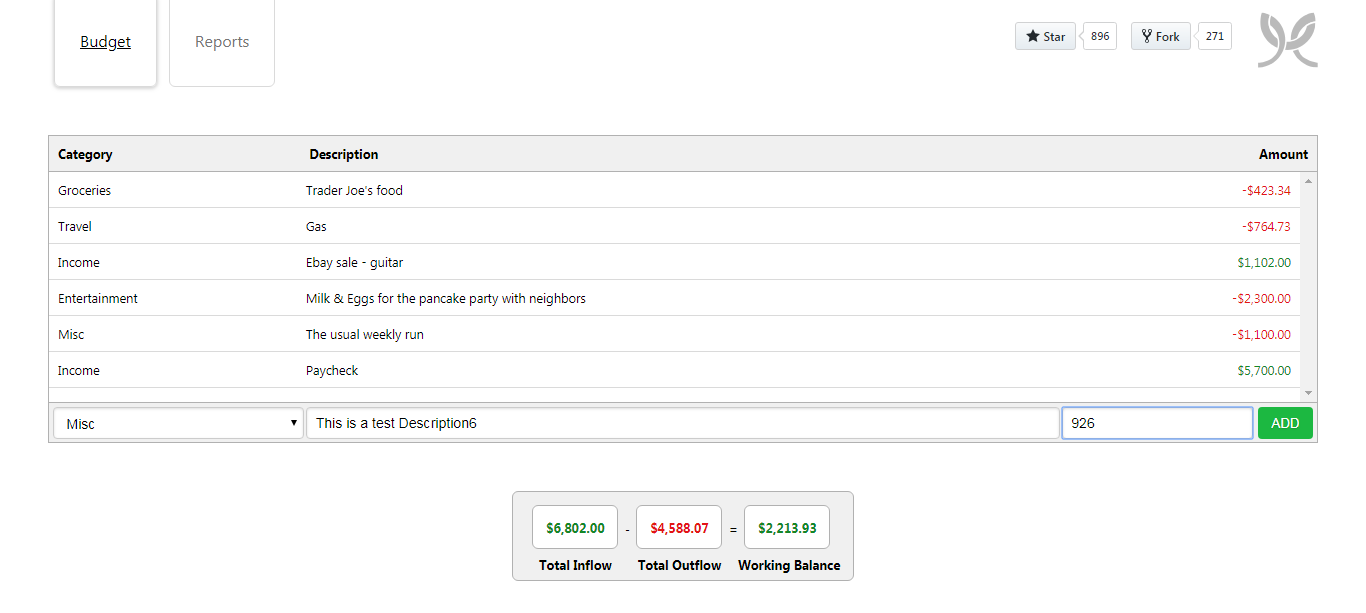 Budget Reports Star 896 Fork 271
Category Description Amount
Groceries Trader Joe's food -$423.34
Travel Gas -$764.73
Income Ebay sale - guitar $1,102.00
Entertainment Milk & Eggs for the pancake party with neighbors -$2,300.00
Misc The usual weekly run -$1,100.00
Income Paycheck $5,700.00
Misc This is a test Description6 926 ADD
$6,802.00 - $4,588.07 = $2,213.93
Total Inflow Total Outflow Working Balance